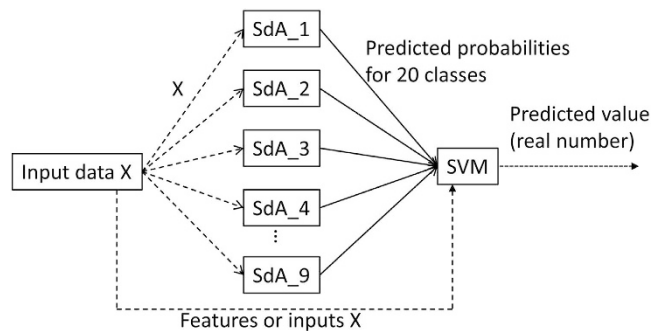 SdA_1
Predicted probabilities
for 20 classes
X
SdA_2
Predicted value
(real number)
SdA_3
Input data X
SVM
SdA_4
...
SdA_9
Features or inputs X